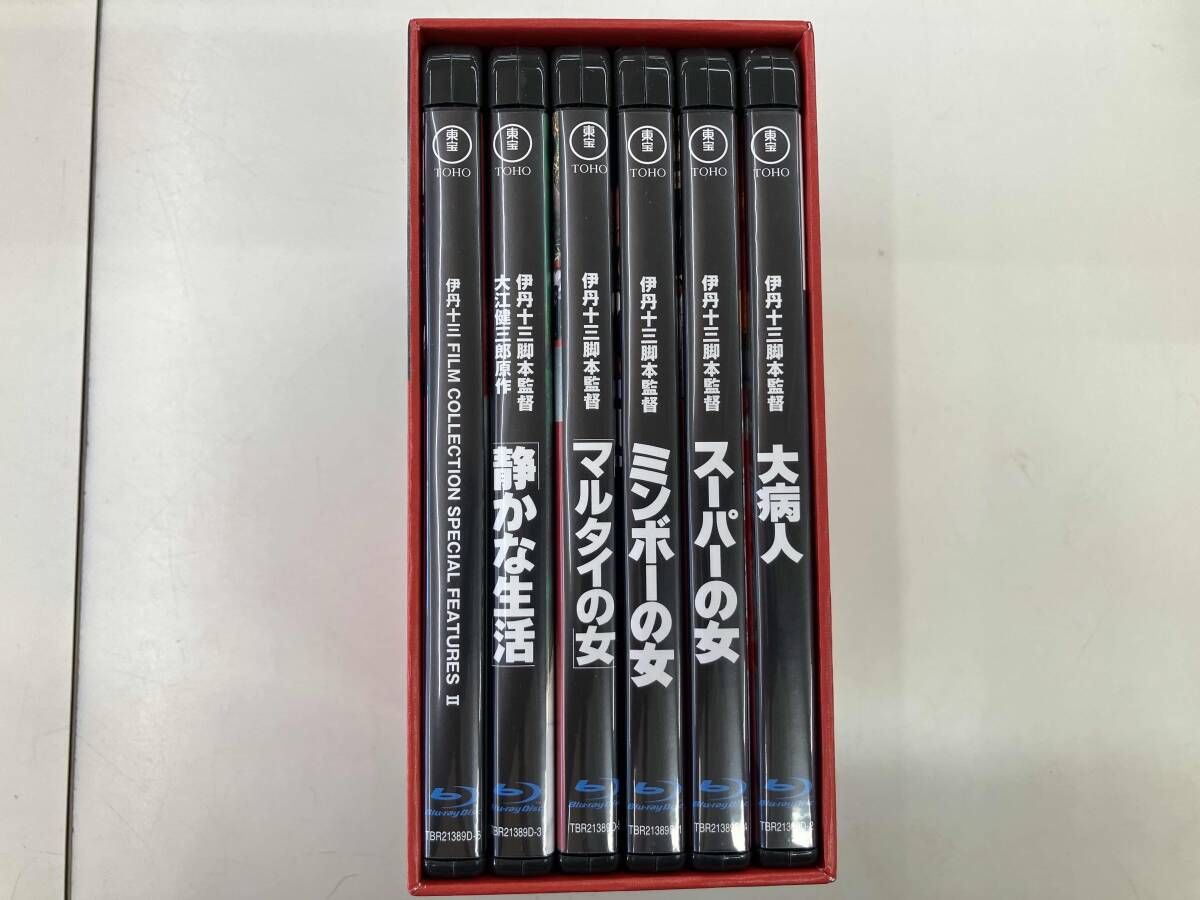 東宝
TOHO
伊丹十三 FILM COLLECTION SPECIAL FEATURES Ⅱ
Blu-ray Disc
TBR21389D-6
東宝
TOHO
伊丹十三脚本監督
大江健三郎原作
静かな生活
Blu-ray Disc
TBR21389D-3
東宝
TOHO
伊丹十三脚本監督
マルタイの女
Blu-ray Disc
東宝
TOHO
伊丹十三脚本監督
ミンボーの女
Blu-ray Disc
東宝
TOHO
伊丹十三脚本監督
スーパーの女
Blu-ray Disc
東宝
TOHO
伊丹十三脚本監督
大病人
Blu-ray Disc